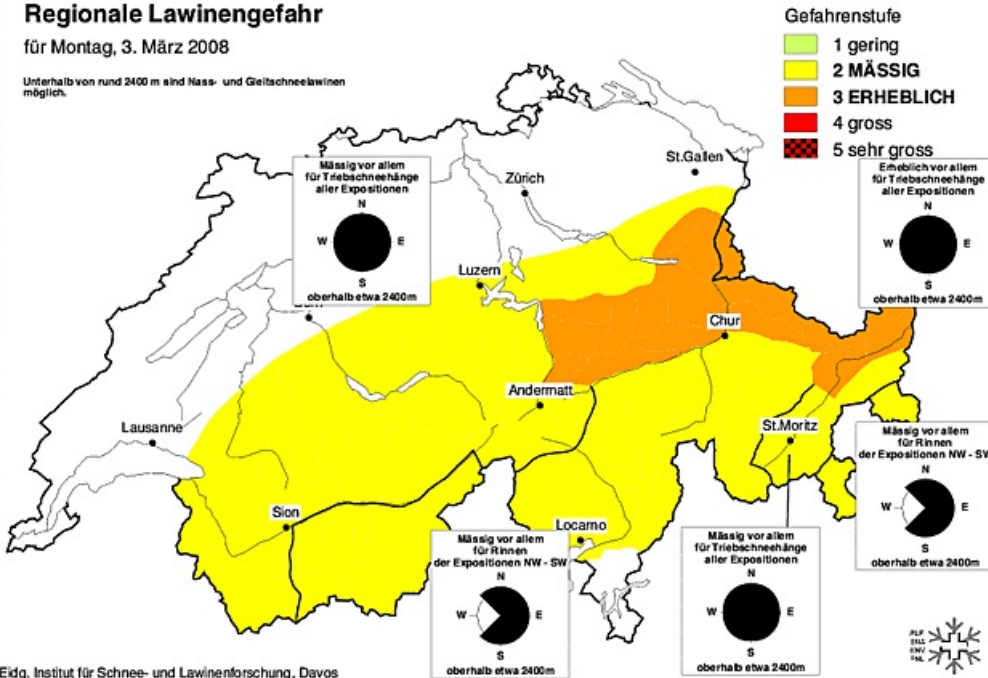 Regionale Lawinengefahr
für Montag, 3. März 2008
Unterhalb von rund 2400 m sind Nass- und Gleitschneelawinen
möglich.
Gefahrenstufe
1 gering
2 MÄSSIG
3 ERHEBLICH
4 gross
5 sehr gross
Mässig vor allem
für Triebschneehänge
aller Expositionen
N
W E
S
oberhalb etwa 2400m
Erheblich vor allem
für Triebschneehänge
aller Expositionen
N
W E
S
oberhalb etwa 2400m
St.Gallen
Zürich
Luzern
Chur
Andermatt
Lausanne
St.Moritz
Sion
Locarno
Mässig vor allem
für Rinnen
der Expositionen NW - SW
N
W E
S
oberhalb etwa 2400m
Mässig vor allem
für Rinnen
der Expositionen NW - SW
N
W E
S
oberhalb etwa 2400m
Mässig vor allem
für Triebschneehänge
aller Expositionen
N
W E
S
oberhalb etwa 2400m
Eidg. Institut für Schnee- und Lawinenforschung, Davos